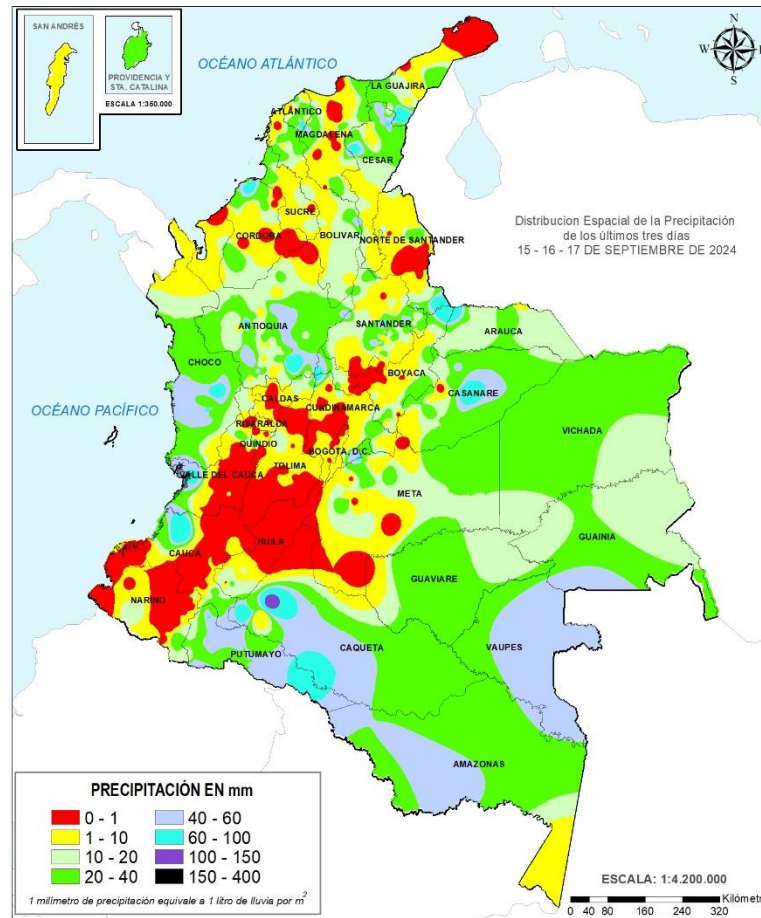 SAN ANDRÉS
PROVIDENCIA Y
STA. CATALINA
ESCALA 1:350.000
OCÉANO ATLÁNTICO
N
W
E
S
LA GUAJIRA
ATLÁNTICO
MAGDALENA
CESAR
SUCRE
CORDOBA
BOLIVAR
NORTE DE SANTANDER
Distribucion Espacial de la Precipitación
de los últimos tres días
15 - 16 - 17 DE SEPTIEMBRE DE 2024
ANTIOQUIA
SANTANDER
ARAUCA
CHOCO
BOYACA
CASANARE
OCÉANO PACÍFICO
CALDAS
CUNDINAMARCA
RISARALDA
VICHADA
QUINDIO
BOGOTÁ, D.C.
TOLIMA
VALLE DEL CAUCA
META
GUAINIA
CAUCA
HUILA
GUAVIARE
NARIÑO
CAQUETA
VAUPES
PUTUMAYO
AMAZONAS
PRECIPITACIÓN EN mm
0 - 1
40 - 60
1 - 10
60 - 100
10 - 20
100 - 150
20 - 40
150 - 400
1 milímetro de precipitación equivale a 1 litro de lluvia por m²
ESCALA: 1:4.200.000
Kilómetr
0 40 80 160 240 320